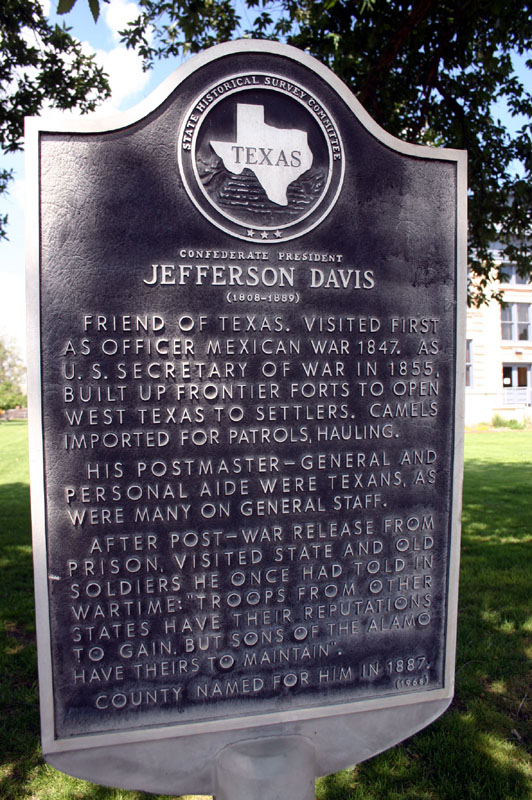 STATE HISTORICAL SURVEY COMMITTEE
TEXAS
CONFEDERATE PRESIDENT
JEFFERSON DAVIS
(1808-1889)
FRIEND OF TEXAS. VISITED FIRST
AS OFFICER MEXICAN WAR 1847. AS
U.S. SECRETARY OF WAR IN 1855,
BUILT UP FRONTIER FORTS TO OPEN
WEST TEXAS TO SETTLERS. CAMELS
IMPORTED FOR PATROLS, HAULING.
HIS POSTMASTER-GENERAL AND
PERSONAL AIDE WERE TEXANS, AS
WERE MANY ON GENERAL STAFF.
AFTER POST-WAR RELEASE FROM
PRISON, VISITED STATE AND OLD
SOLDIERS HE ONCE HAD TOLD IN
WARTIME: "TROOPS FROM OTHER
STATES HAVE THEIR REPUTATIONS
TO GAIN, BUT SONS OF THE ALAMO
HAVE THEIRS TO MAINTAIN".
COUNTY NAMED FOR HIM IN 1887.
(1966)